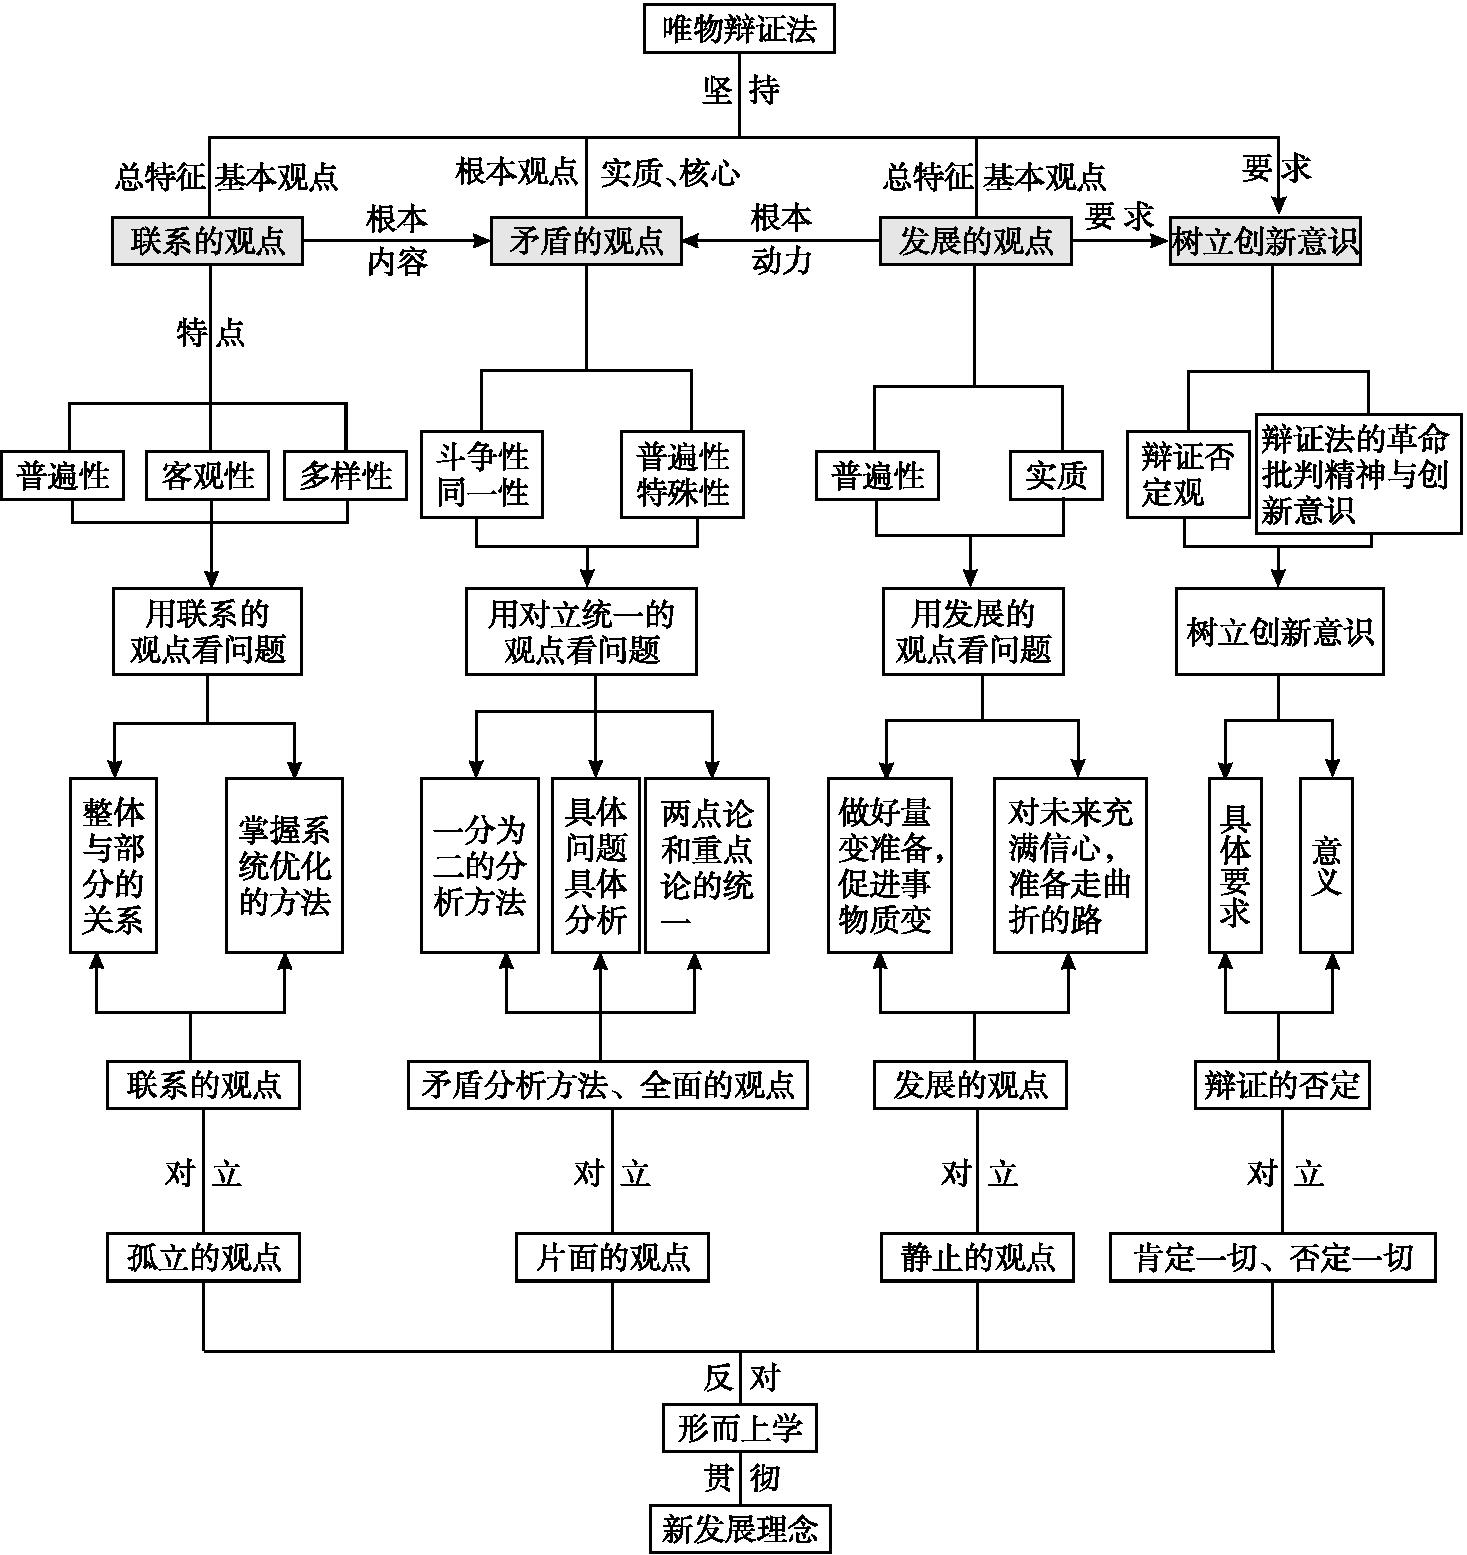 唯物辩证法
坚 持
总特征 基本观点
根本观点 实质、核心
总特征 基本观点
要 求
联系的观点
根本
内容
矛盾的观点
根本
动力
发展的观点
要 求
树立创新意识
特 点
普遍性
客观性
多样性
斗争性
同一性
普遍性
特殊性
普遍性
实质
辩证否
定观
辩证法的革命
批判精神与创
新意识
用联系的
观点看问题
用对立统一的
观点看问题
用发展的
观点看问题
树立创新意识
整体
与部
分的
关系
掌握系
统优化
的方法
一分为
二的分
析方法
具体
问题
具体
分析
两点论
和重点
论的统
一
做好量
变准备，
促进事
物质变
对未来充
满信心，
准备走曲
折的路
具体要求
意义
联系的观点
矛盾分析方法、全面的观点
发展的观点
辩证的否定
对 立
对 立
对 立
对 立
孤立的观点
片面的观点
静止的观点
肯定一切、否定一切
反 对
形而上学
贯 彻
新发展理念